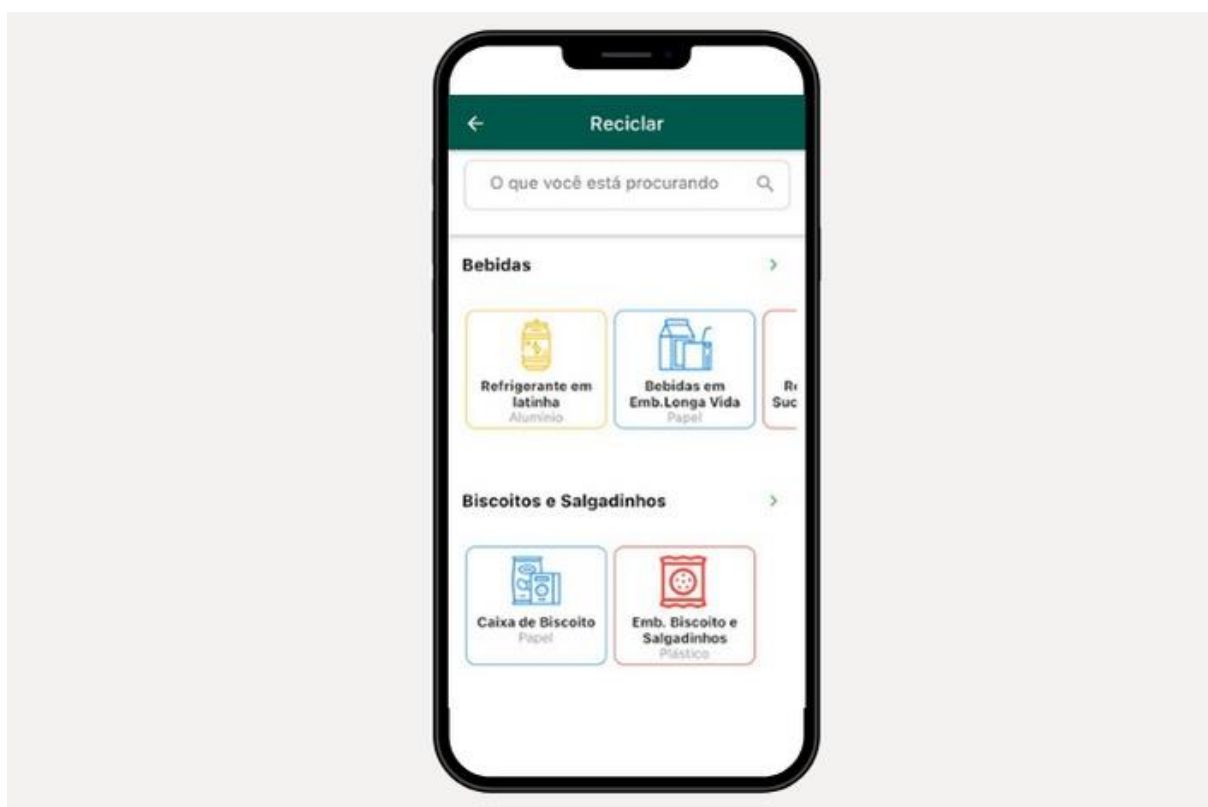 Reciclar
O que você está procurando
Bebidas
Refrigerante em
latinha
Alumínio
Bebidas em
Emb.Longa Vida
Papel
Suc
Biscoitos e Salgadinhos
Caixa de Biscoito
Papel
Emb. Biscoito e
Salgadinhos
Plástico